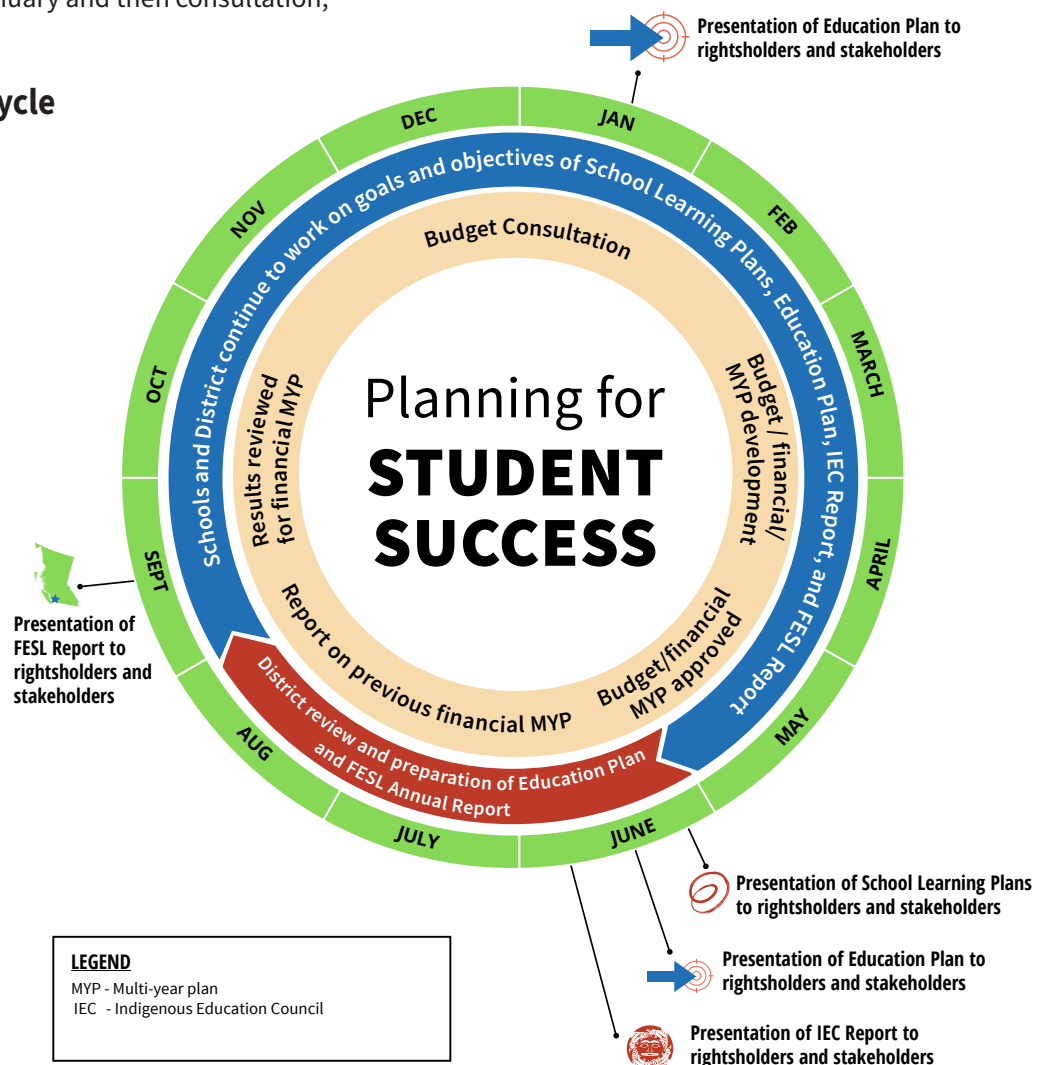 and then consultation,
ycle
Presentation of Education Plan to
rightsholders and stakeholders
JAN
FEB
MARCH
APRIL
MAY
JUNE
JULY
AUG
SEPT
OCT
NOV
DEC
Schools and District continue to work on goals and objectives of School Learning Plans, Education Plan, IEC Report, and FESL Report
District review and preparation of Education Plan
and FESL Annual Report
Budget Consultation
Budget / financial/
MYP development
Budget/financial
MYP approved
Report on previous financial MYP
Results reviewed
for financial MYP
Planning for
STUDENT
SUCCESS
Presentation of
FESL Report to
rightsholders and
stakeholders
Presentation of School Learning Plans
to rightsholders and stakeholders
Presentation of Education Plan to
rightsholders and stakeholders
Presentation of IEC Report to
rightsholders and stakeholders
LEGEND
MYP - Multi-year plan
IEC - Indigenous Education Council